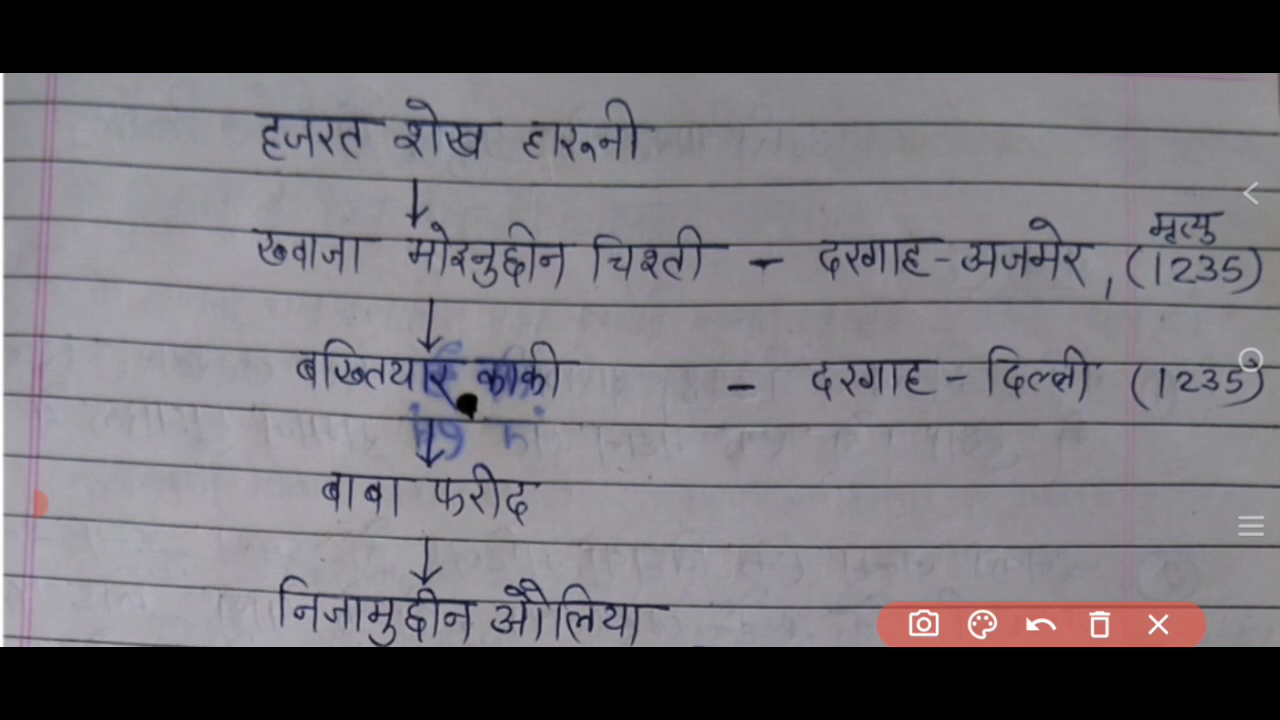 हजरत शेख हारूनी
↓
ख्वाजा मोइनुद्दीन चिश्ती - दरगाह - अजमेर, (1235) मृत्यु
↓
बख्तियार काकी - दरगाह - दिल्ली (1235)
↓
बाबा फरीद
↓
निजामुद्दीन औलिया